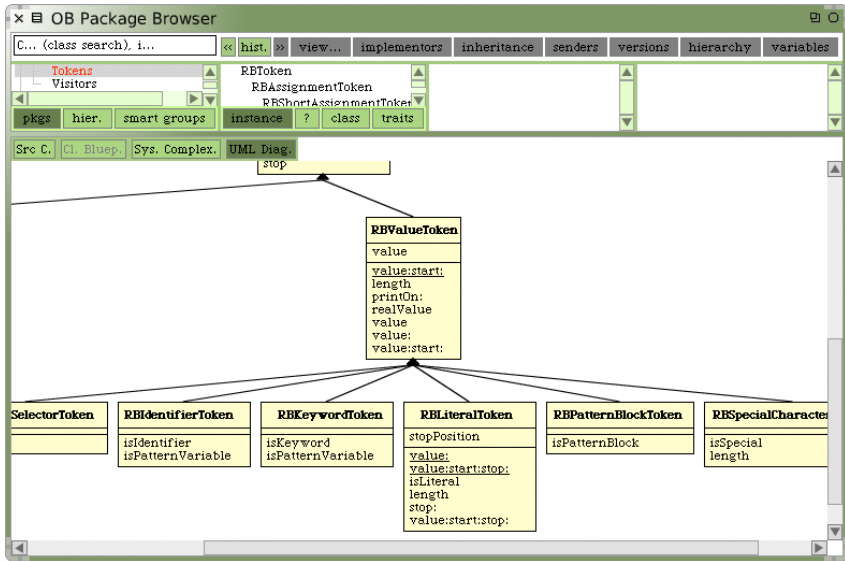 OB Package Browser
C... (class search), i...
« hist. » view... implementors inheritance senders versions hierarchy variables
Tokens
Visitors
RBToken
RBAssignmentToken
RBShortAssignmentToken
pkgs hier. smart groups instance ? class traits
Src C. Cl. Bluep. Sys. Complex. UML Diag.
stop
RBValueToken
value
value:start:
length
printOn:
realValue
value
value:
value:start:
SelectorToken
RBIdentifierToken
isIdentifier
isPatternVariable
RBKeywordToken
isKeyword
isPatternVariable
RBLiteralToken
stopPosition
value:
value:start:stop:
isLiteral
length
stop:
value:start:stop:
RBPatternBlockToken
isPatternBlock
RBSpecialCharacter
isSpecial
length